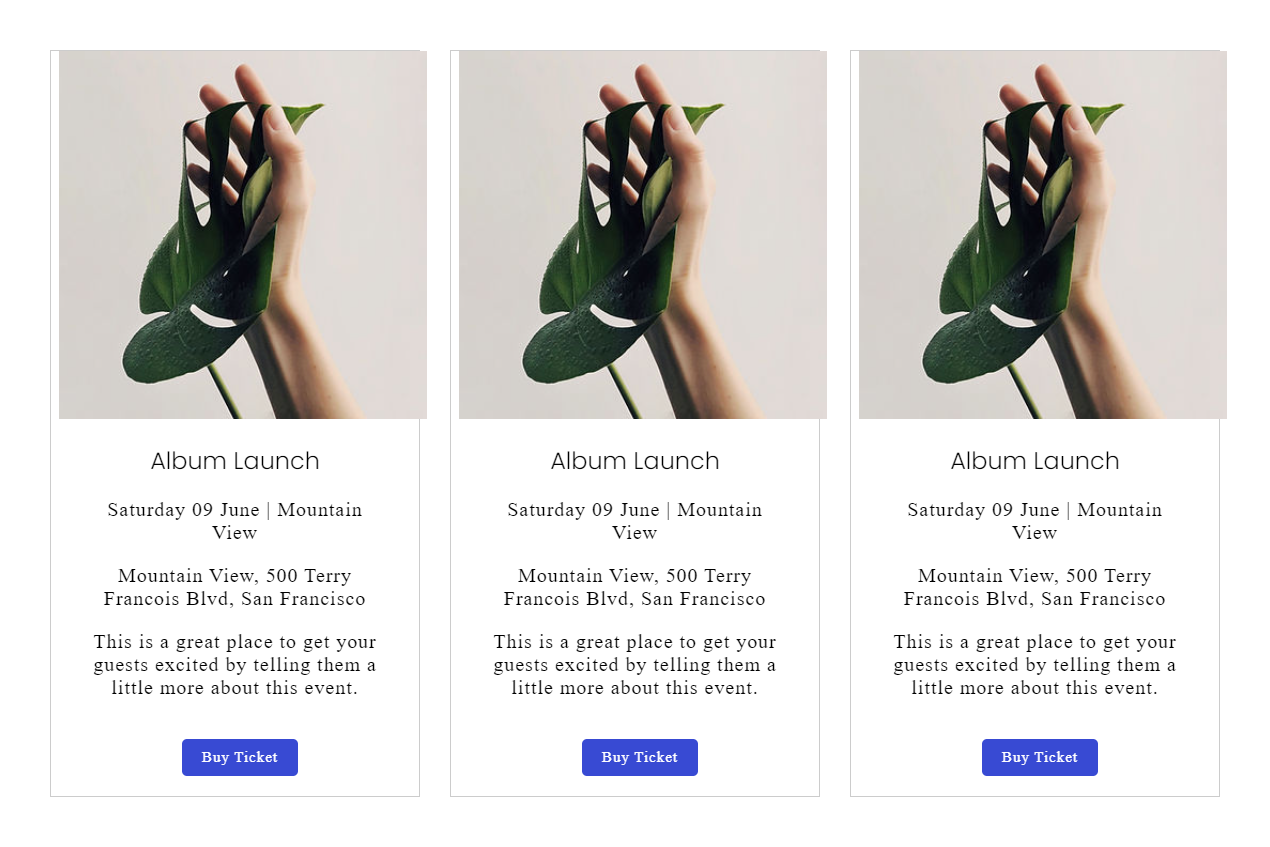 Album Launch
Saturday 09 June | Mountain
View
Mountain View, 500 Terry
Francois Blvd, San Francisco
This is a great place to get your
guests excited by telling them a
little more about this event.
Buy Ticket
Album Launch
Saturday 09 June | Mountain
View
Mountain View, 500 Terry
Francois Blvd, San Francisco
This is a great place to get your
guests excited by telling them a
little more about this event.
Buy Ticket
Album Launch
Saturday 09 June | Mountain
View
Mountain View, 500 Terry
Francois Blvd, San Francisco
This is a great place to get your
guests excited by telling them a
little more about this event.
Buy Ticket